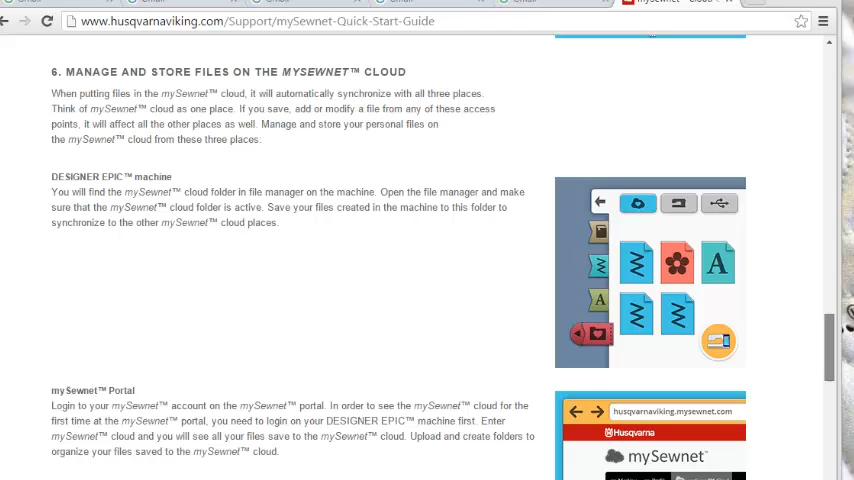 www.husqvarnaviking.com/Support/mySewnet-Quick-Start-Guide
6. MANAGE AND STORE FILES ON THE MYSEWNET™ CLOUD
When putting files in the mySewnet™ cloud, it will automatically synchronize with all three places.
Think of mySewnet™ cloud as one place. If you save, add or modify a file from any of these access
points, it will affect all the other places as well. Manage and store your personal files on
the mySewnet™ cloud from these three places:
DESIGNER EPIC™ machine
You will find the mySewnet™ cloud folder in file manager on the machine. Open the file manager and make
sure that the mySewnet™ cloud folder is active. Save your files created in the machine to this folder to
synchronize to the other mySewnet™ cloud places.
A
A
mySewnet™ Portal
Login to your mySewnet™ account on the mySewnet™ portal. In order to see the mySewnet™ cloud for the
first time at the mySewnet™ portal, you need to login on your DESIGNER EPIC™ machine first. Enter
mySewnet™ cloud and you will see all your files save to the mySewnet™ cloud. Upload and create folders to
organize your files saved to the mySewnet™ cloud.
husqvarnaviking.mysewnet.com
Husqvarna
mySewnet™